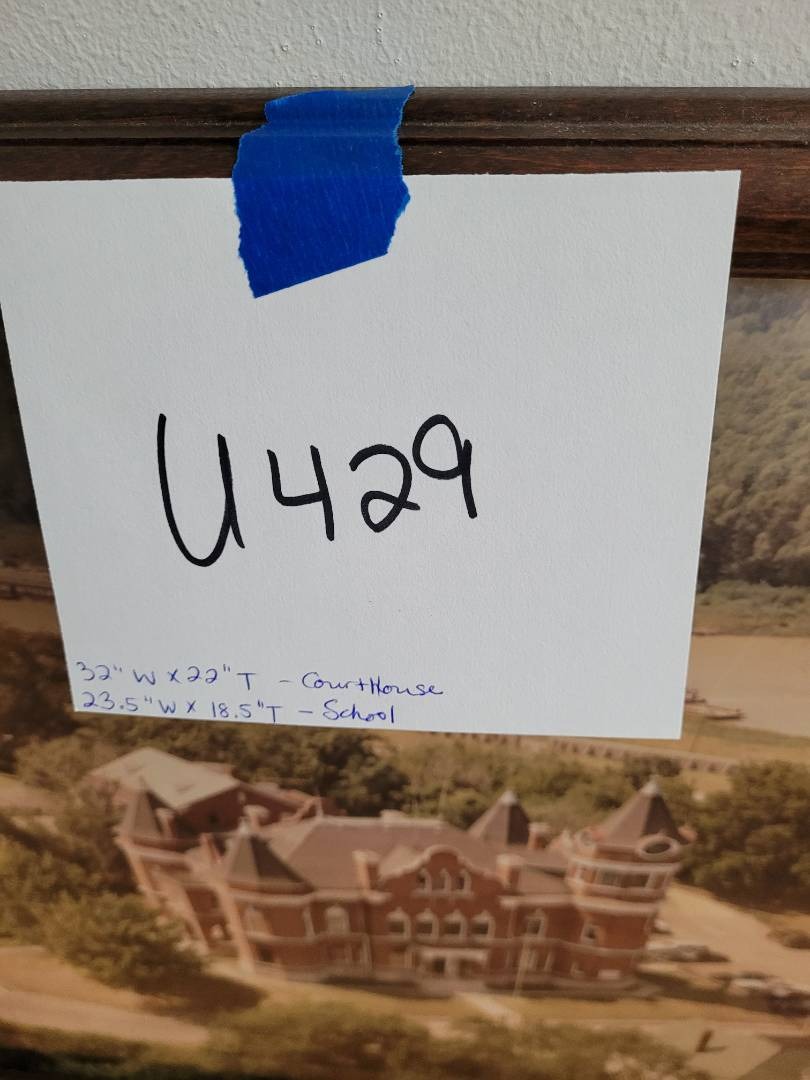 U429
32" W x 22" T - CourtHouse
23.5" W x 18.5" T - School